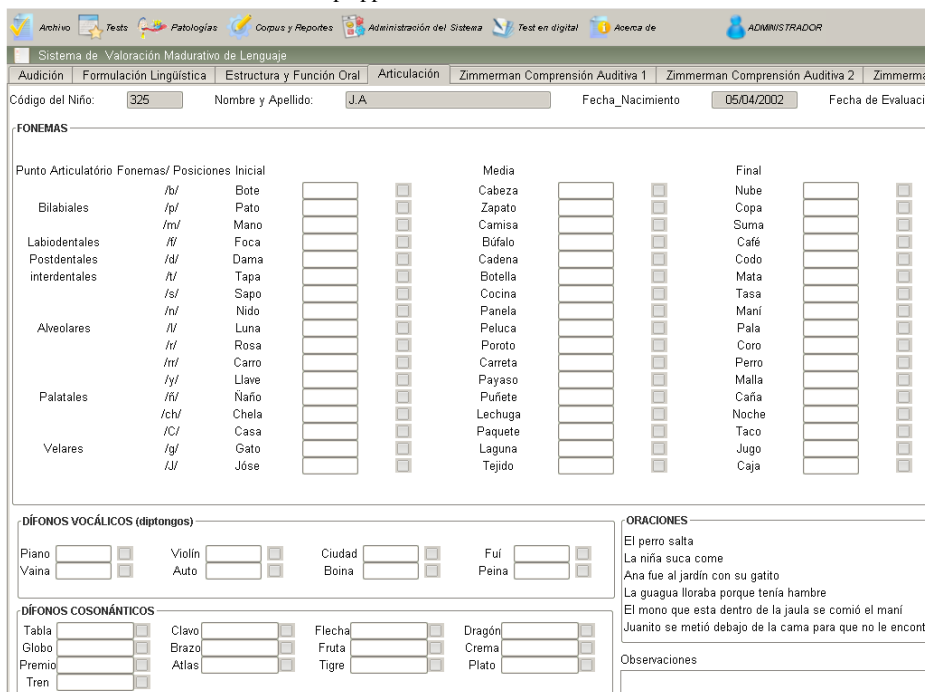 Archivo Tests Patologías Corpus y Reportes Administración del Sistema Test en digital Acerca de ADMINISTRADOR
Sistema de Valoración Madurativo de Lenguaje
Audición Formulación Lingüística Estructura y Función Oral Articulación Zimmerman Comprensión Auditiva 1 Zimmerman Comprensión Auditiva 2 Zimmerma
Código del Niño: 325 Nombre y Apellido: J.A Fecha_Nacimiento 05/04/2002 Fecha de Evaluaci
FONEMAS
Punto Articulatório Fonemas/ Posiciones Inicial Media Final
/b/ Bote Cabeza Nube
Bilabiales /p/ Pato Zapato Copa
/m/ Mano Camisa Suma
Labiodentales /f/ Foca Búfalo Café
Postdentales /d/ Dama Cadena Codo
interdentales /t/ Tapa Botella Mata
/s/ Sapo Cocina Tasa
/n/ Nido Panela Maní
Alveolares /l/ Luna Peluca Pala
/r/ Rosa Poroto Coro
/rr/ Carro Carreta Perro
/y/ Llave Payaso Malla
Palatales /ñ/ Ñaño Puñete Caña
/ch/ Chela Lechuga Noche
/C/ Casa Paquete Taco
Velares /g/ Gato Laguna Jugo
/J/ Jóse Tejido Caja
DÍFONOS VOCÁLICOS (diptongos)
Piano Violín Ciudad Fuí
Vaina Auto Boina Peina
DÍFONOS COSONÁNTICOS
Tabla Clavo Flecha Dragón
Globo Brazo Fruta Crema
Premio Atlas Tigre Plato
Tren
ORACIONES
El perro salta
La niña suca come
Ana fue al jardín con su gatito
La guagua lloraba porque tenía hambre
El mono que esta dentro de la jaula se comió el maní
Juanito se metió debajo de la cama para que no le encont
Observaciones